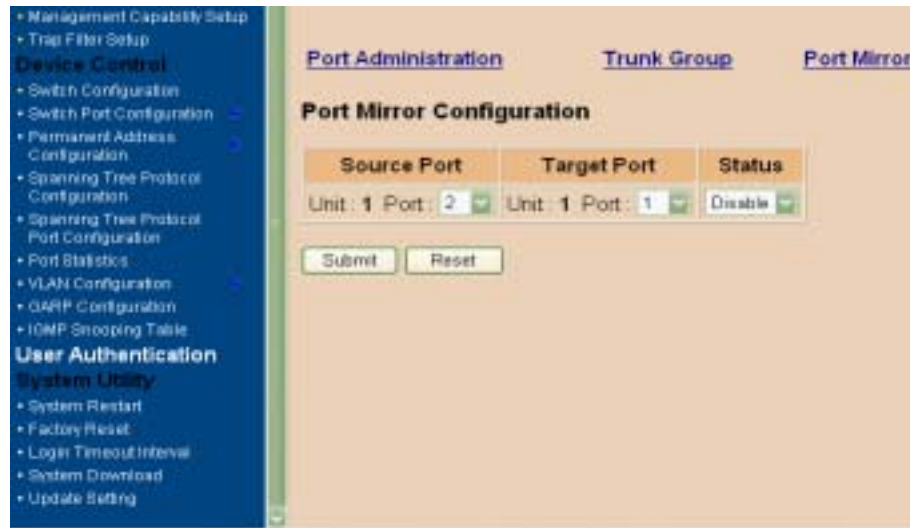 • Management Capability Setup
• Trap Filter Setup
Device Control
• Switch Configuration
• Switch Port Configuration
• Permanent Address
Configuration
• Spanning Tree Protocol
Configuration
• Spanning Tree Protocol
Port Configuration
• Port Statistics
• VLAN Configuration
• GARP Configuration
• IGMP Snooping Table
User Authentication
System Utility
• System Restart
• Factory Reset
• Login Timeout Interval
• System Download
• Update Setting
Port Administration Trunk Group Port Mirror
Port Mirror Configuration
Source Port Target Port Status
Unit : 1 Port : 2 Unit : 1 Port : 1 Disable
Submit Reset